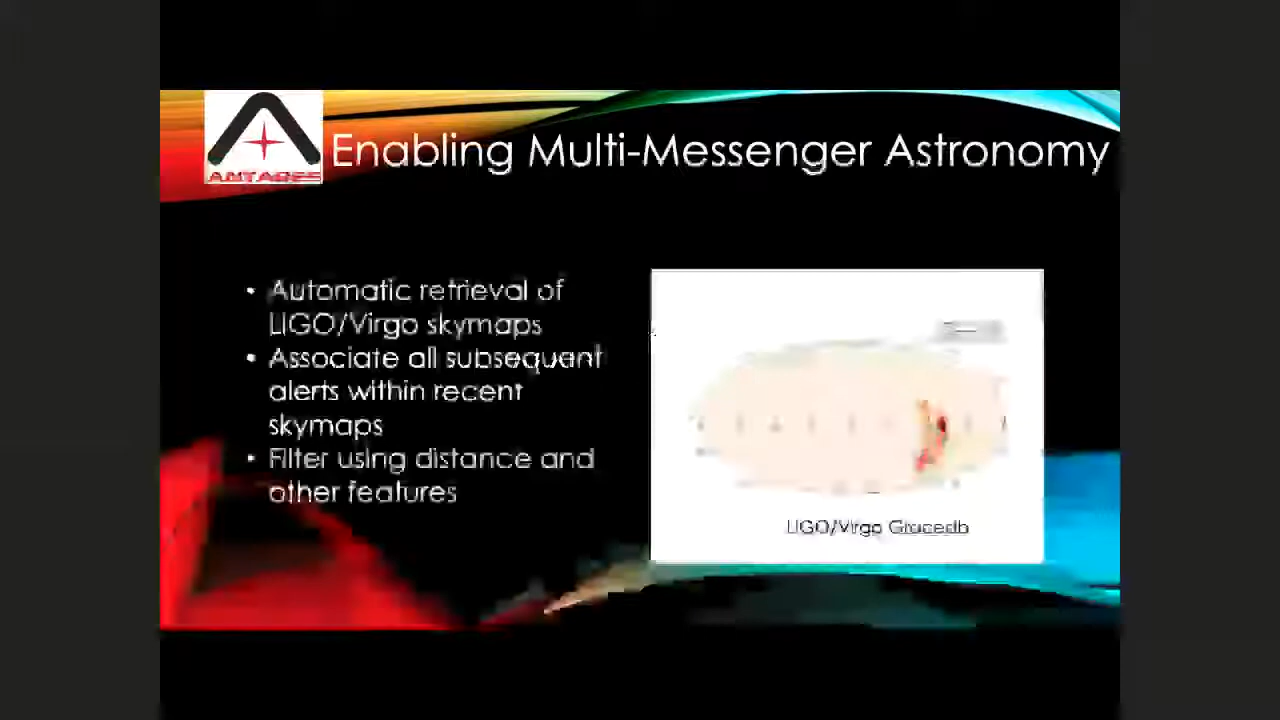 ANTARES
Enabling Multi-Messenger Astronomy
• Automatic retrieval of
LIGO/Virgo skymaps
• Associate all subsequent
alerts within recent
skymaps
• Filter using distance and
other features
LIGO/Virgo Gracedb